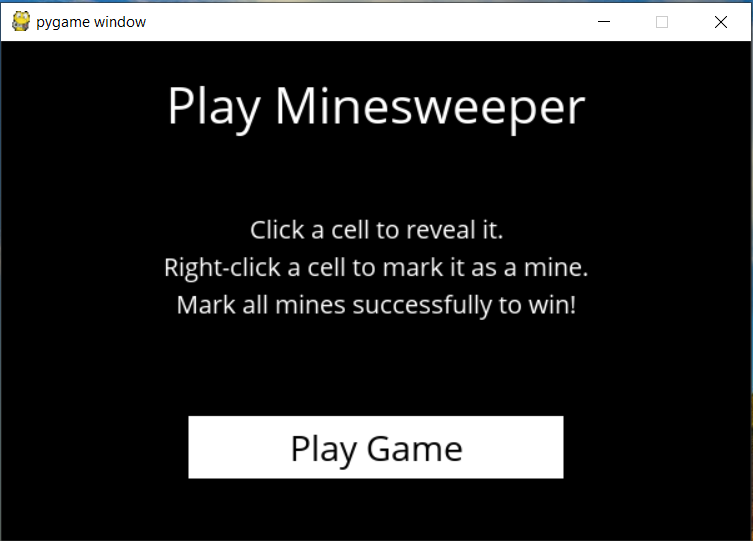 pygame window
Play Minesweeper
Click a cell to reveal it.
Right-click a cell to mark it as a mine.
Mark all mines successfully to win!
Play Game